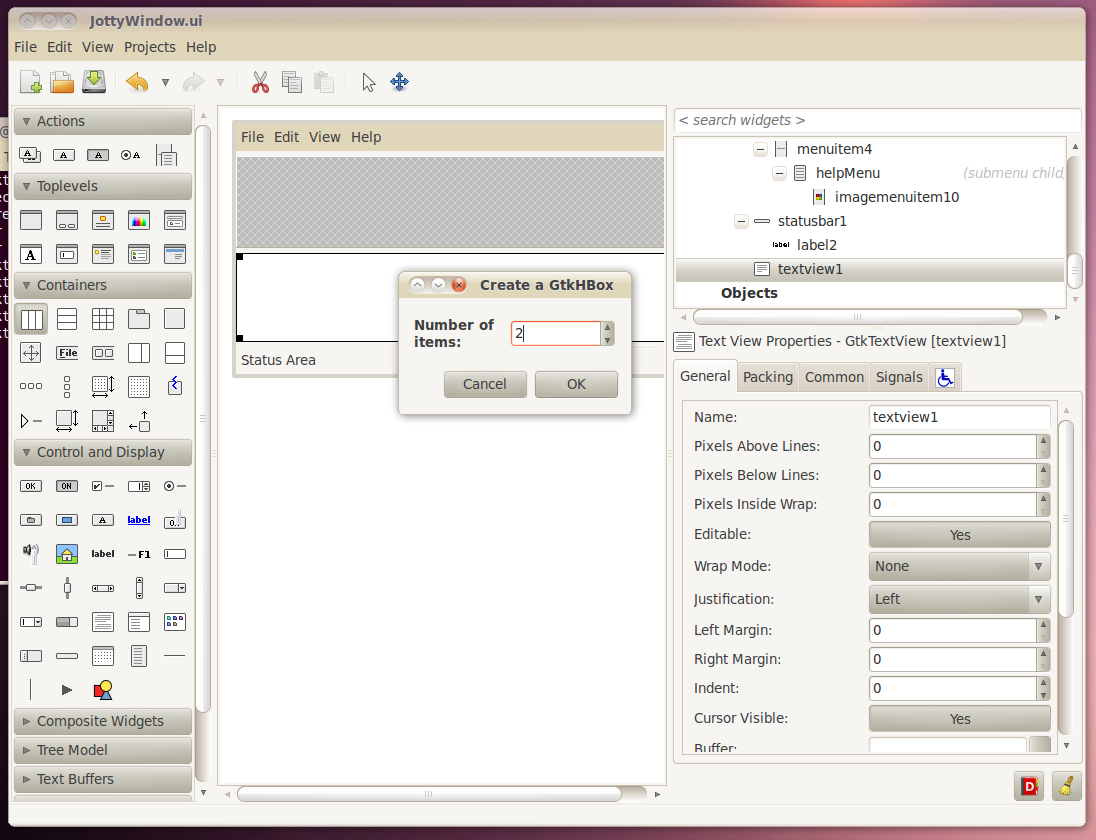 JottyWindow.ui
File Edit View Projects Help
Actions
Toplevels
Containers
File
Control and Display
OK ON
label
label F1
Composite Widgets
Tree Model
Text Buffers
File Edit View Help
Status Area
Create a GtkHBox
Number of
items:
2
Cancel OK
< search widgets >
menuitem4
helpMenu (submenu child
imagemenuitem10
statusbar1
label label2
textview1
Objects
Text View Properties - GtkTextView [textview1]
General Packing Common Signals
Name: textview1
Pixels Above Lines: 0
Pixels Below Lines: 0
Pixels Inside Wrap: 0
Editable: Yes
Wrap Mode: None
Justification: Left
Left Margin: 0
Right Margin: 0
Indent: 0
Cursor Visible: Yes
Buffer:
D